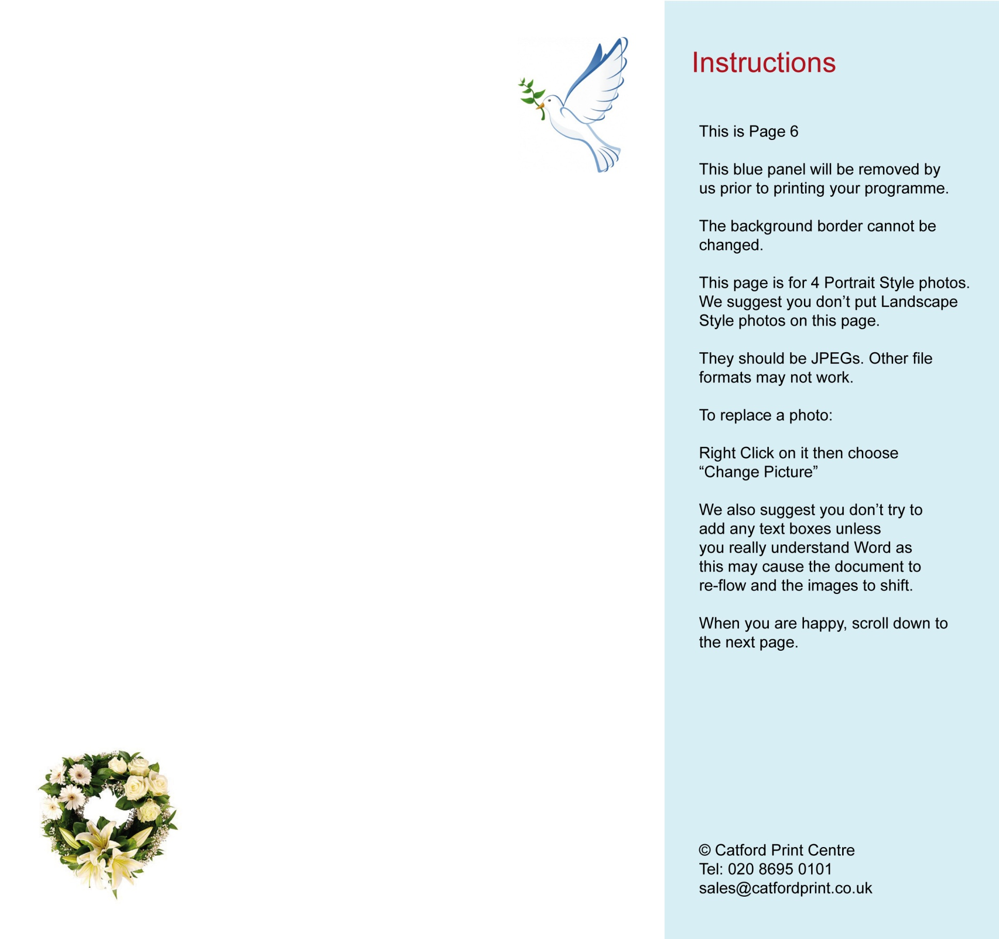 Instructions
This is Page 6
This blue panel will be removed by
us prior to printing your programme.
The background border cannot be
changed.
This page is for 4 Portrait Style photos.
We suggest you don’t put Landscape
Style photos on this page.
They should be JPEGs. Other file
formats may not work.
To replace a photo:
Right Click on it then choose
“Change Picture”
We also suggest you don’t try to
add any text boxes unless
you really understand Word as
this may cause the document to
re-flow and the images to shift.
When you are happy, scroll down to
the next page.
© Catford Print Centre
Tel: 020 8695 0101
sales@catfordprint.co.uk